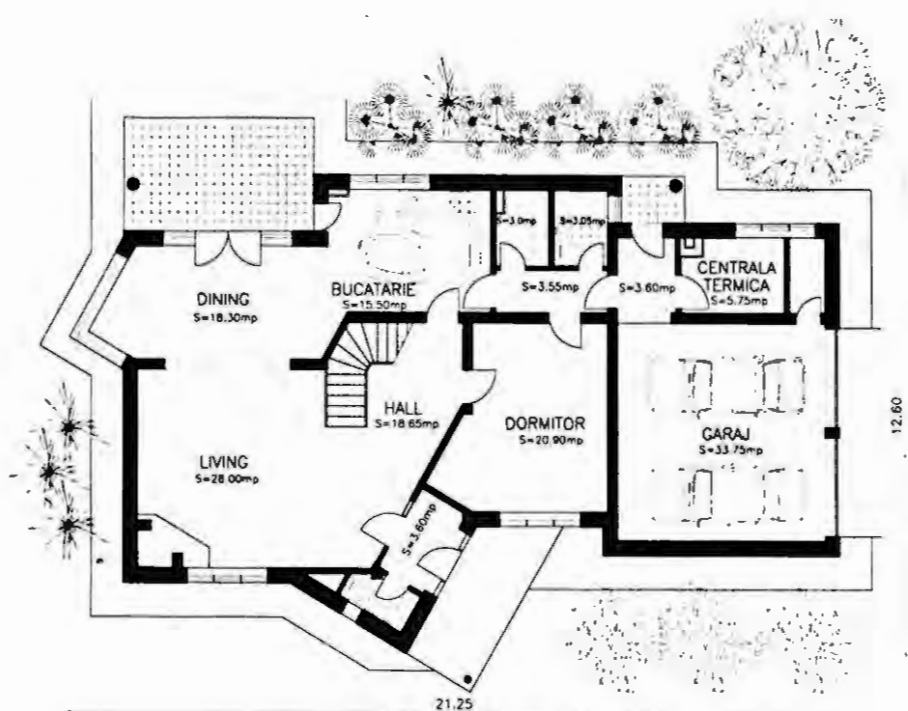 S=3.0mp
S=3.05mp
CENTRALA
TERMICA
S=5.75mp
BUCATARIE
S=15.50mp
S=3.55mp
S=3.60mp
DINING
S=18.30mp
HALL
S=18.65mp
DORMITOR
S=20.90mp
GARAJ
S=33.75mp
12.60
LIVING
S=28.00mp
S=3.60mp
21.25